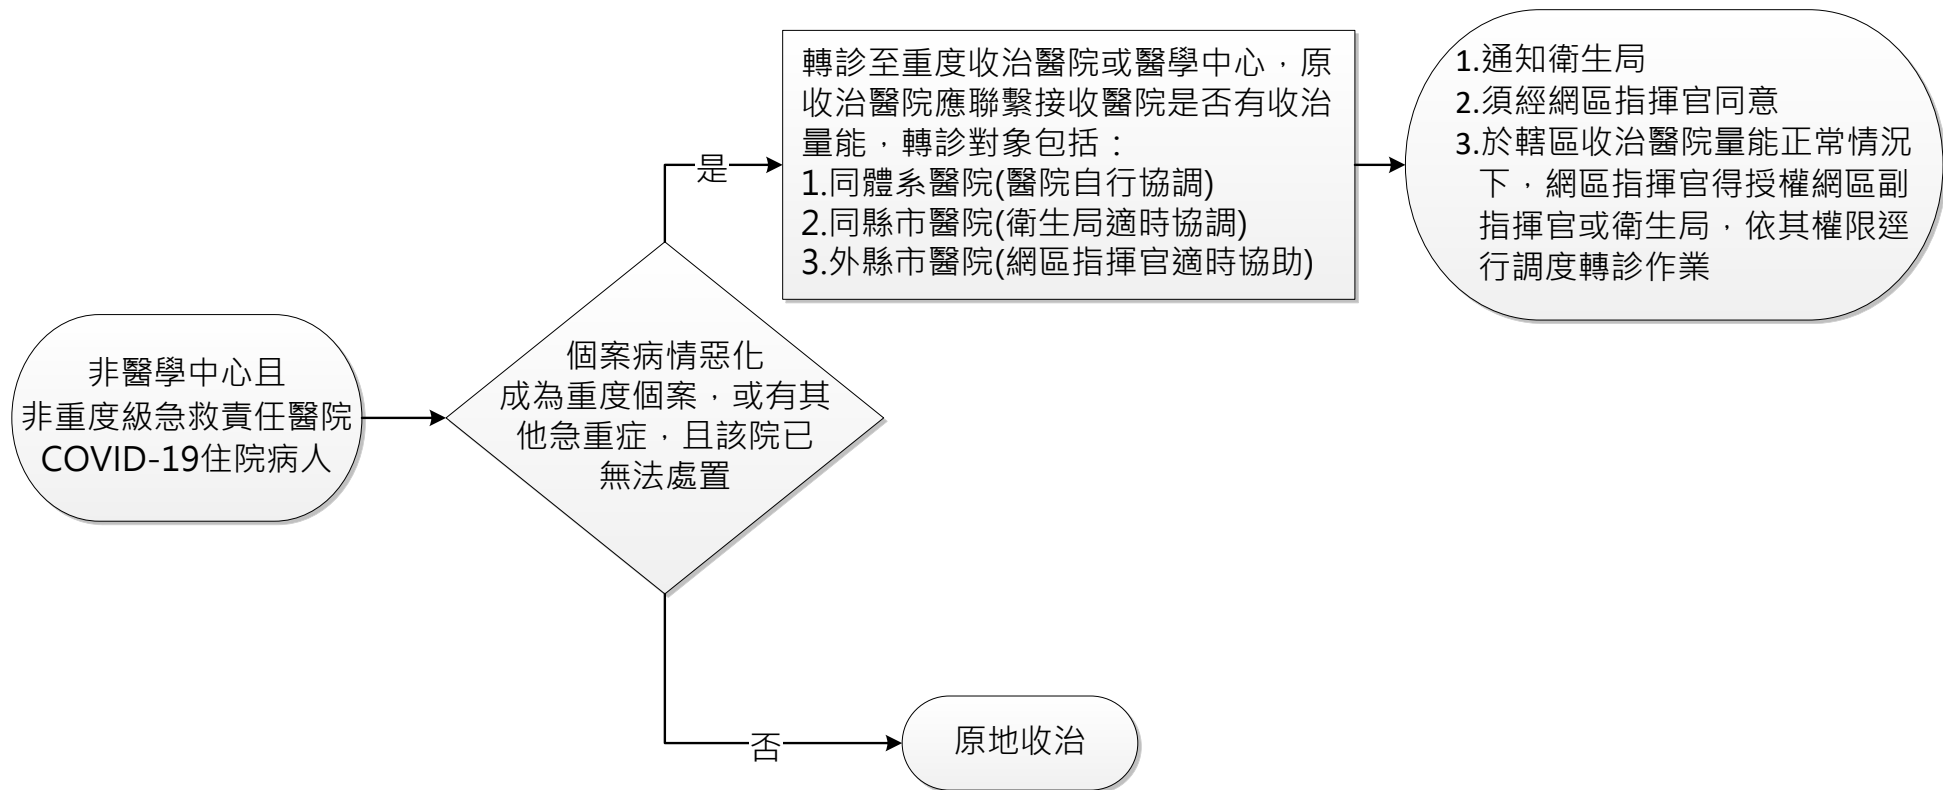 非醫學中心且
非重度級急救責任醫院
COVID-19住院病人
個案病情惡化
成為重度個案，或有其
他急重症，且該院已
無法處置
是
轉診至重度收治醫院或醫學中心，原
收治醫院應聯繫接收醫院是否有收治
量能，轉診對象包括：
1.同體系醫院(醫院自行協調)
2.同縣市醫院(衛生局適時協調)
3.外縣市醫院(網區指揮官適時協助)
1.通知衛生局
2.須經網區指揮官同意
3.於轄區收治醫院量能正常情況
下，網區指揮官得授權網區副
指揮官或衛生局，依其權限逕
行調度轉診作業
否
原地收治